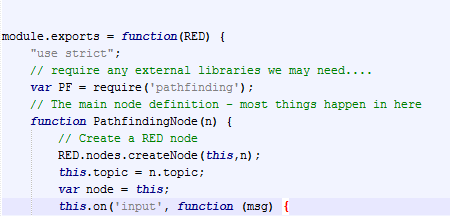 module.exports = function(RED) {
"use strict";
// require any external libraries we may need....
var PF = require('pathfinding');
// The main node definition - most things happen in here
function PathfindingNode(n) {
// Create a RED node
RED.nodes.createNode(this,n);
this.topic = n.topic;
var node = this;
this.on('input', function (msg) {